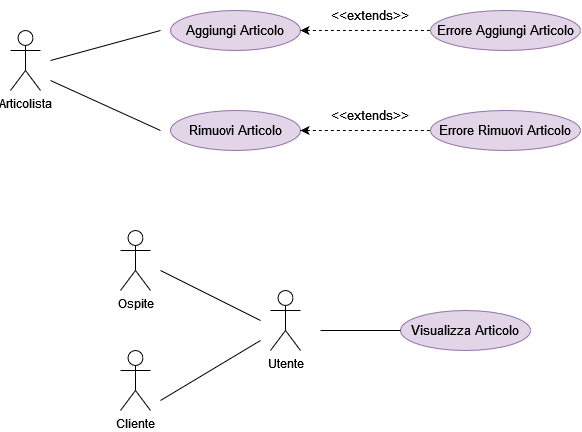 <<extends>>
Aggiungi Articolo
Errore Aggiungi Articolo
Articolista
<<extends>>
Rimuovi Articolo
Errore Rimuovi Articolo
Ospite
Visualizza Articolo
Utente
Cliente